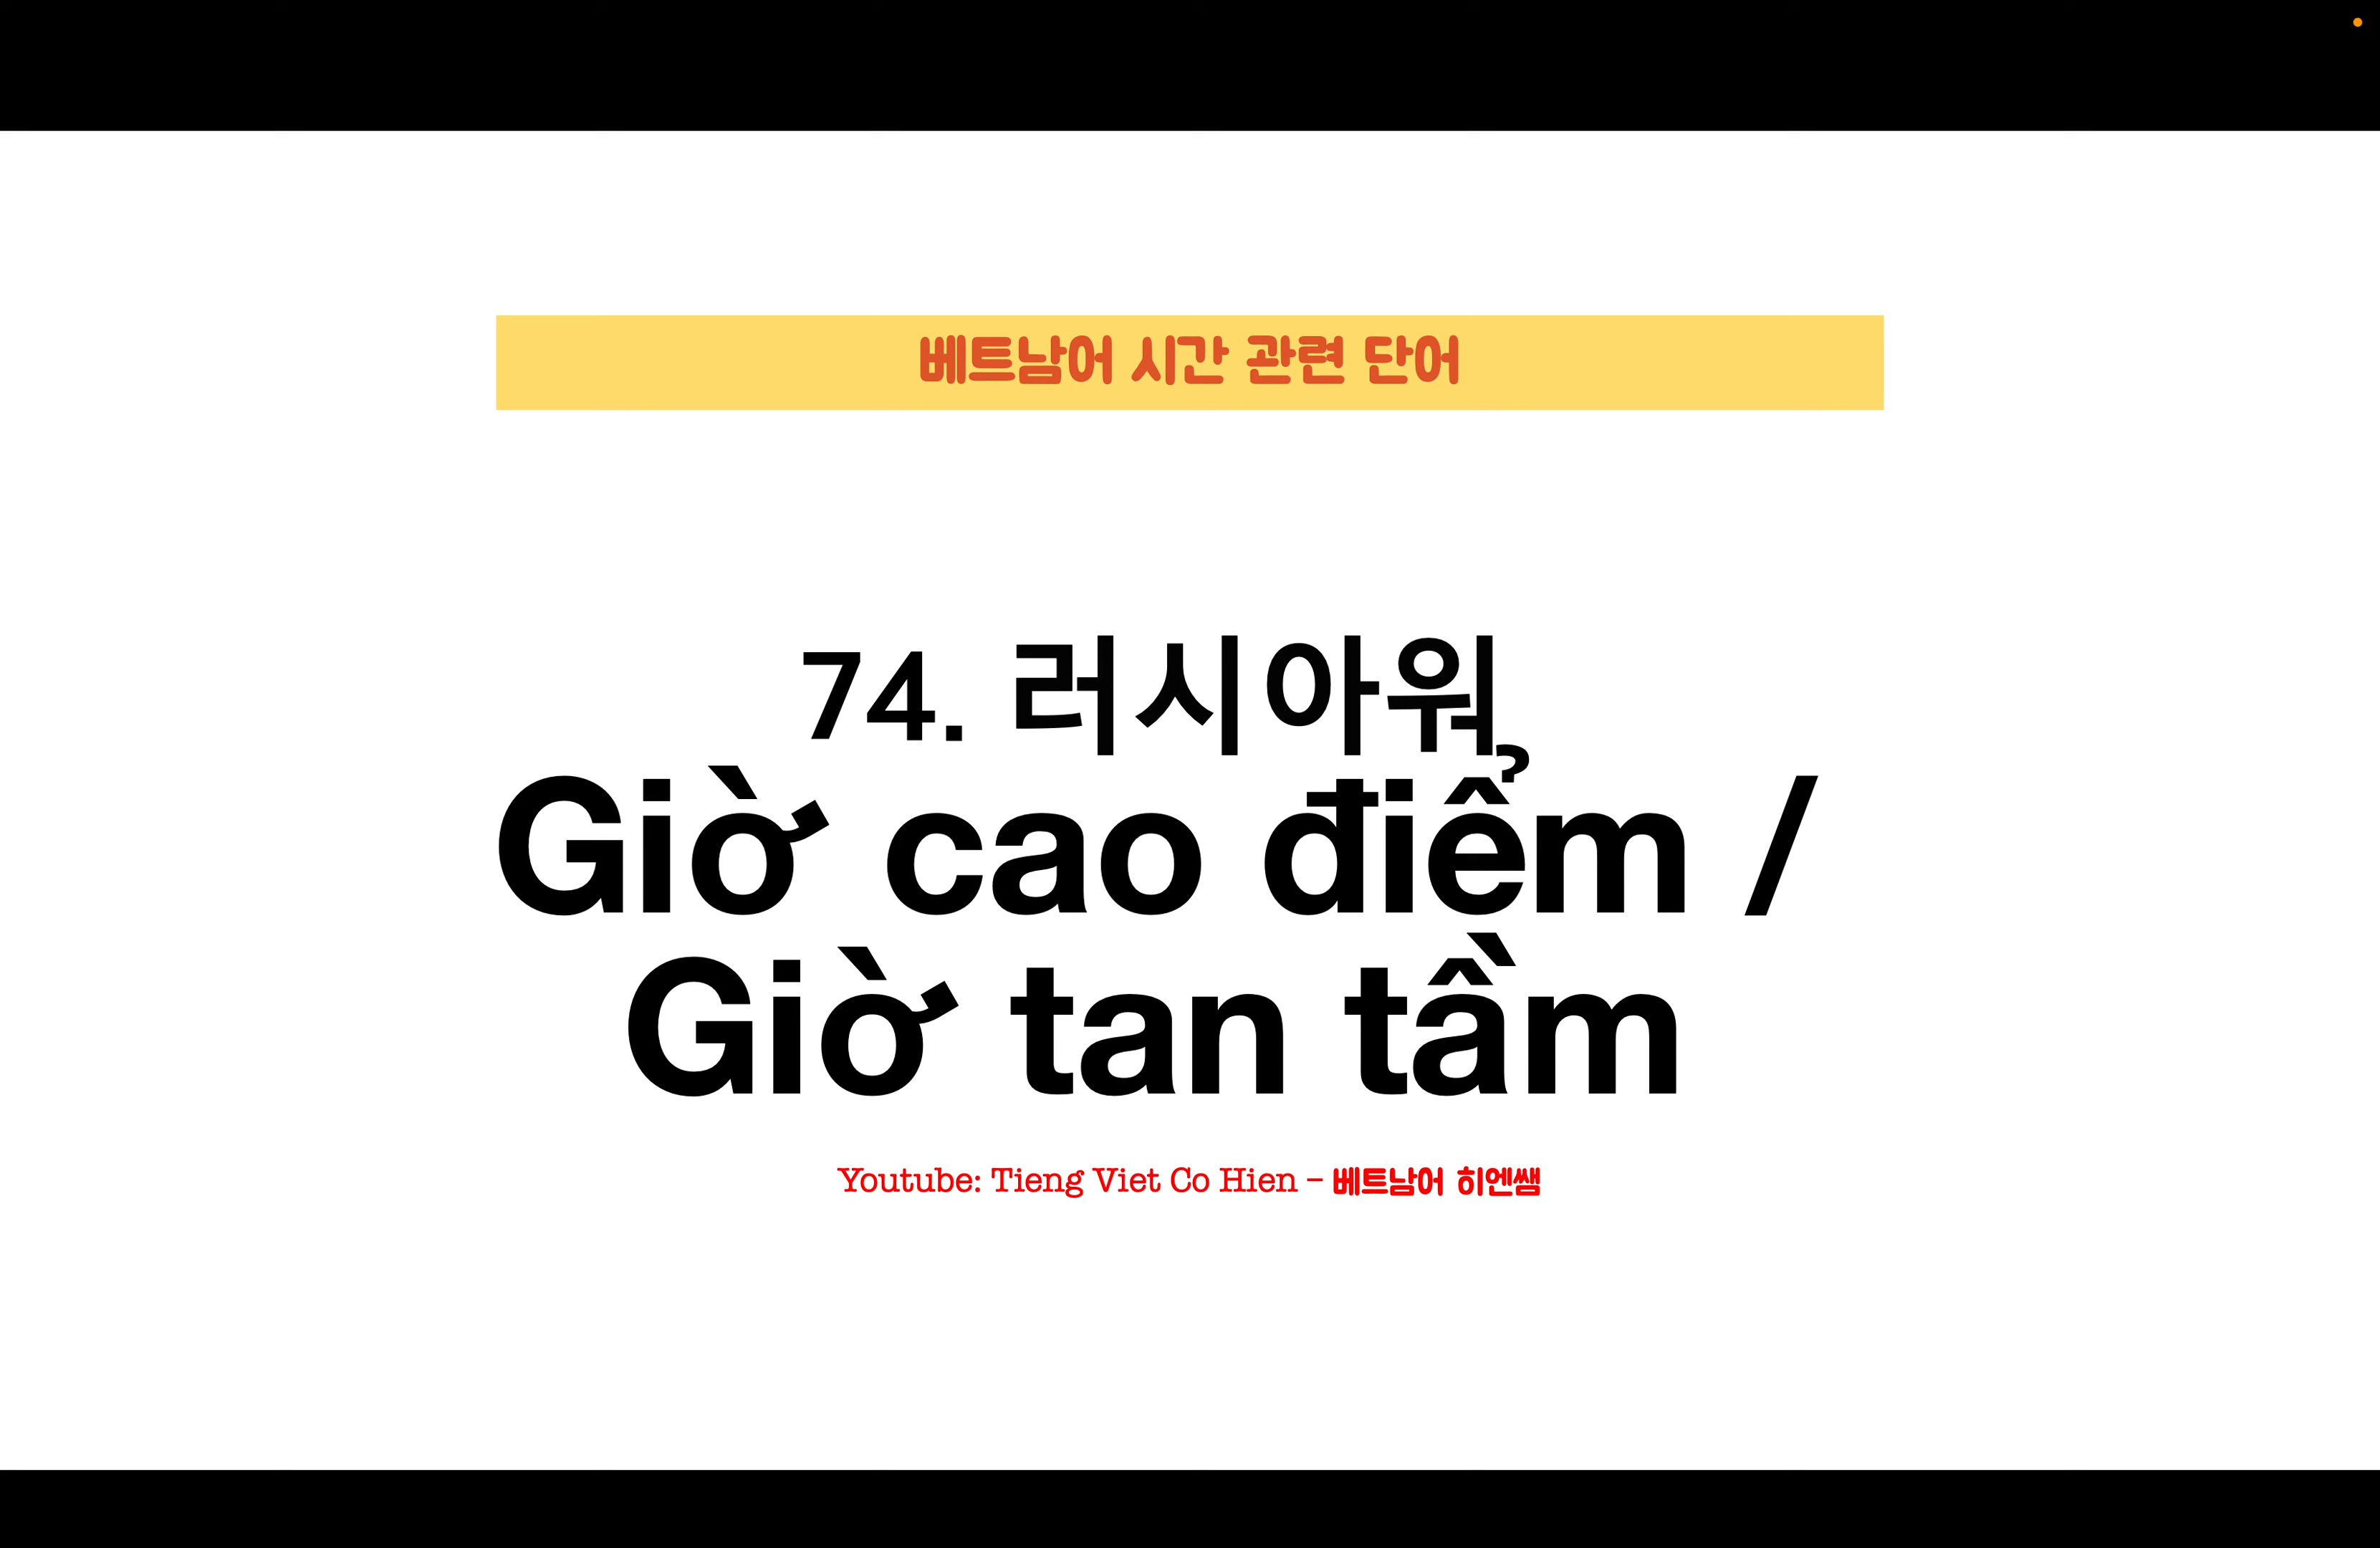 베트남어 시간 관련 단어
74. 러시아워
Giờ cao điểm /
Giờ tan tầm
Youtube: Tieng Viet Co Hien - 베트남어 히엔쌤